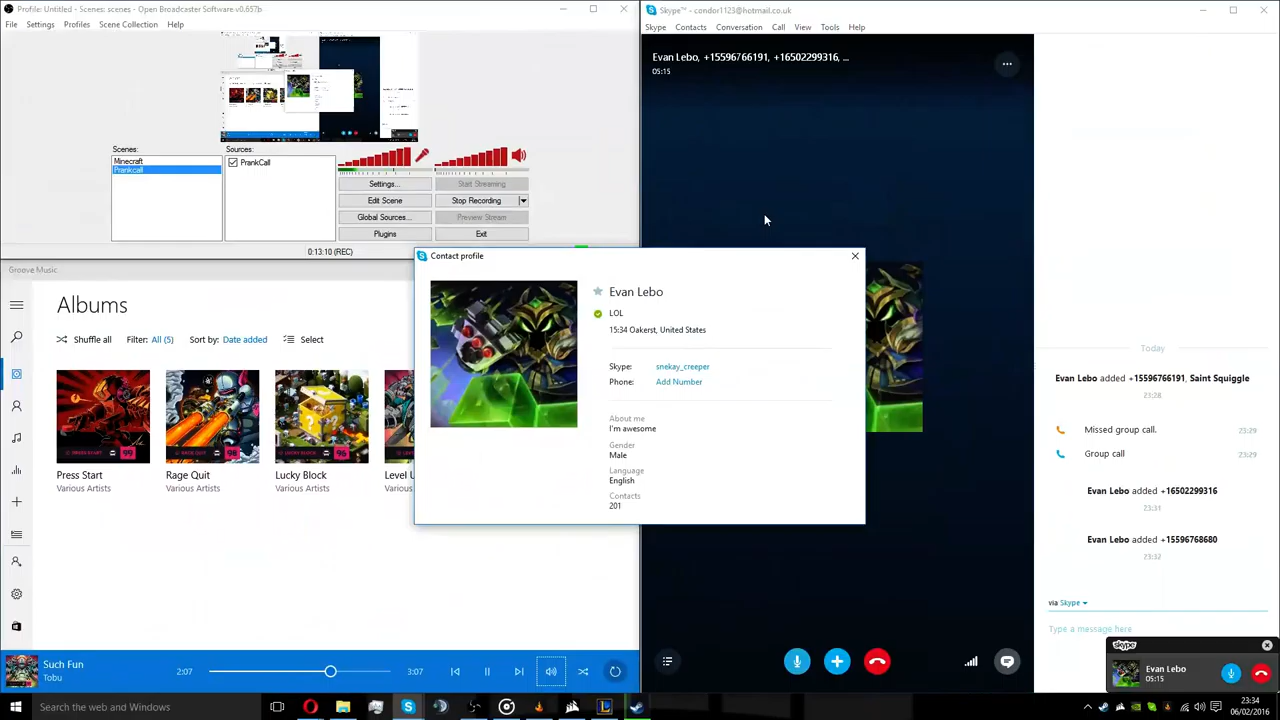 Profile: Untitled - Scenes: scenes - Open Broadcaster Software v0.657b
File Settings Profiles Scene Collection Help
Scenes:
Minecraft
Prankcall
Sources:
PrankCall
Settings...
Start Streaming
Edit Scene
Stop Recording
Global Sources...
Preview Stream
Plugins
Exit
0:13:10 (REC)
Groove Music
Albums
Shuffle all
Filter: All (5)
Sort by: Date added
Select
99
Press Start
Various Artists
98
Rage Quit
Various Artists
LUCKY BLOCK
96
Lucky Block
Various Artists
Level U
Various
Such Fun
Tobu
2:07
3:07
Skype™ - condor1123@hotmail.co.uk
Skype Contacts Conversation Call View Tools Help
Evan Lebo, +15596766191, +16502299316, ...
05:15
Contact profile
Evan Lebo
LOL
15:34 Oakerst, United States
Skype: snekay_creeper
Phone: Add Number
About me
I'm awesome
Gender
Male
Language
English
Contacts
201
Today
Evan Lebo added +15596766191, Saint Squiggle
23:28
Missed group call. 23:29
Group call 23:29
Evan Lebo added +16502299316
23:31
Evan Lebo added +15596768680
23:32
via Skype
Type a message here
skype
Evan Lebo
05:15
Search the web and Windows
23:34
06/02/2016